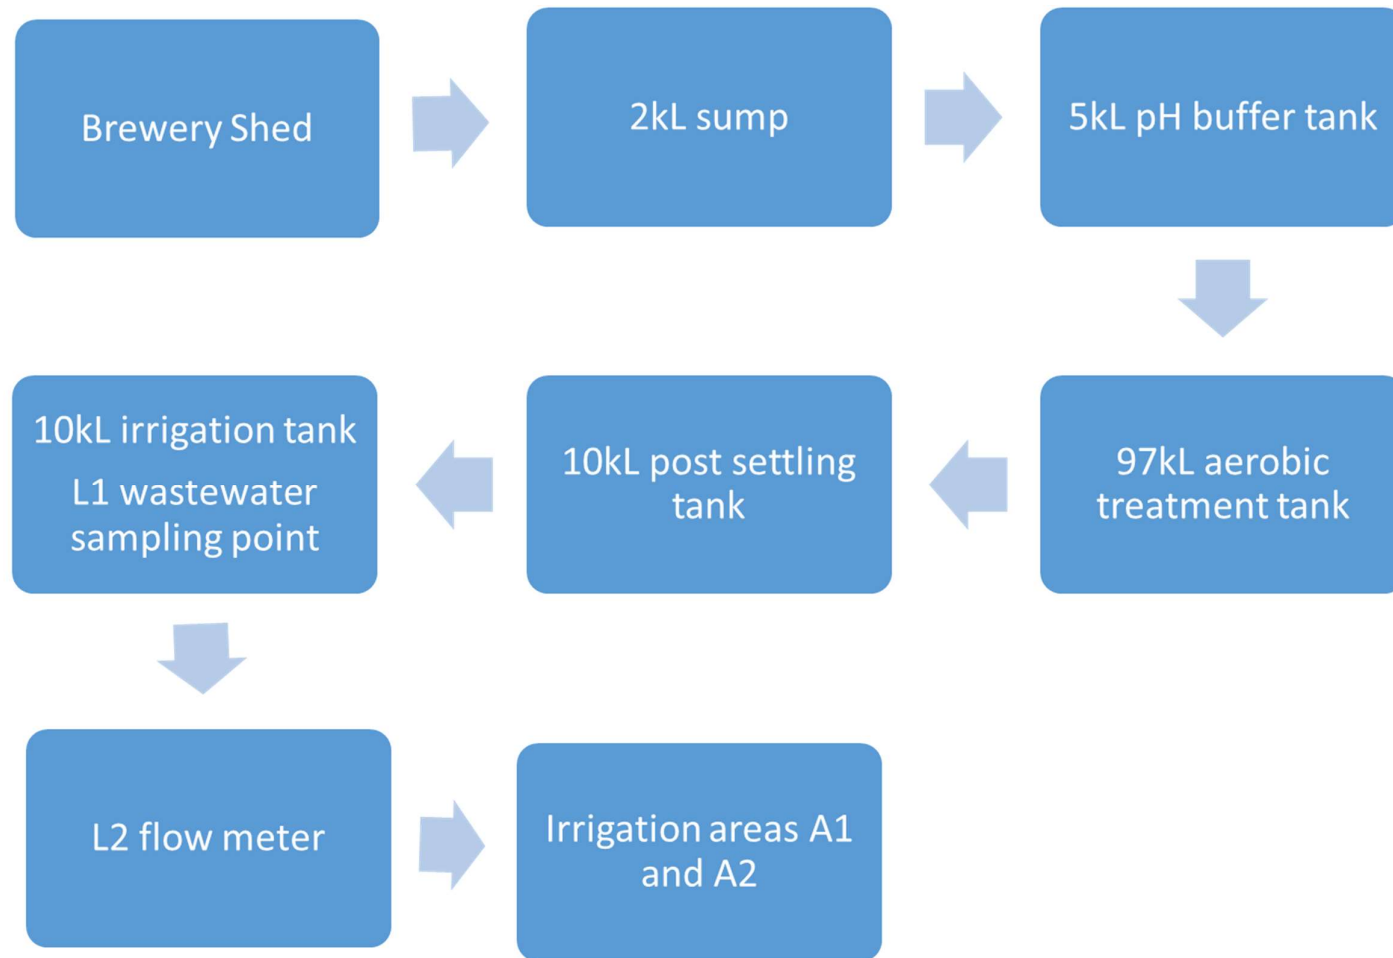 Brewery Shed
2kL sump
5kL pH buffer tank
97kL aerobic
treatment tank
10kL post settling
tank
10kL irrigation tank
L1 wastewater
sampling point
L2 flow meter
Irrigation areas A1
and A2